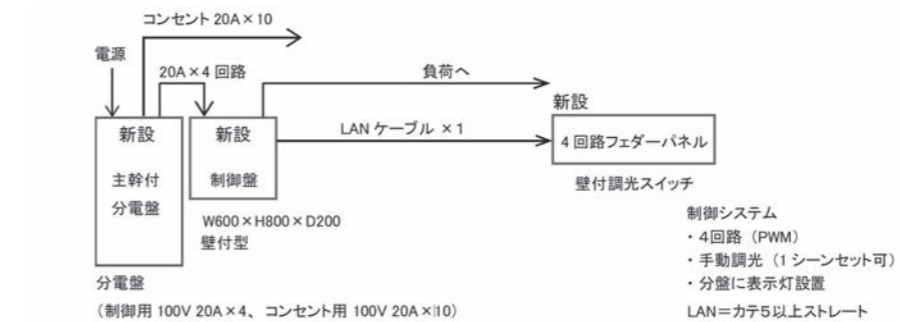 コンセント 20A×10
電源
20A×4 回路
負荷へ
新設
主幹付
分電盤
新設
制御盤
LAN ケーブル ×1
新設
4 回路フェダーパネル
壁付調光スイッチ
W600×H800×D200
壁付型
分電盤
（制御用 100V 20A×4、コンセント用 100V 20A×10）
制御システム
・4回路（PWM）
・手動調光（1 シーンセット可）
・分盤に表示灯設置
LAN＝カテ5以上ストレート